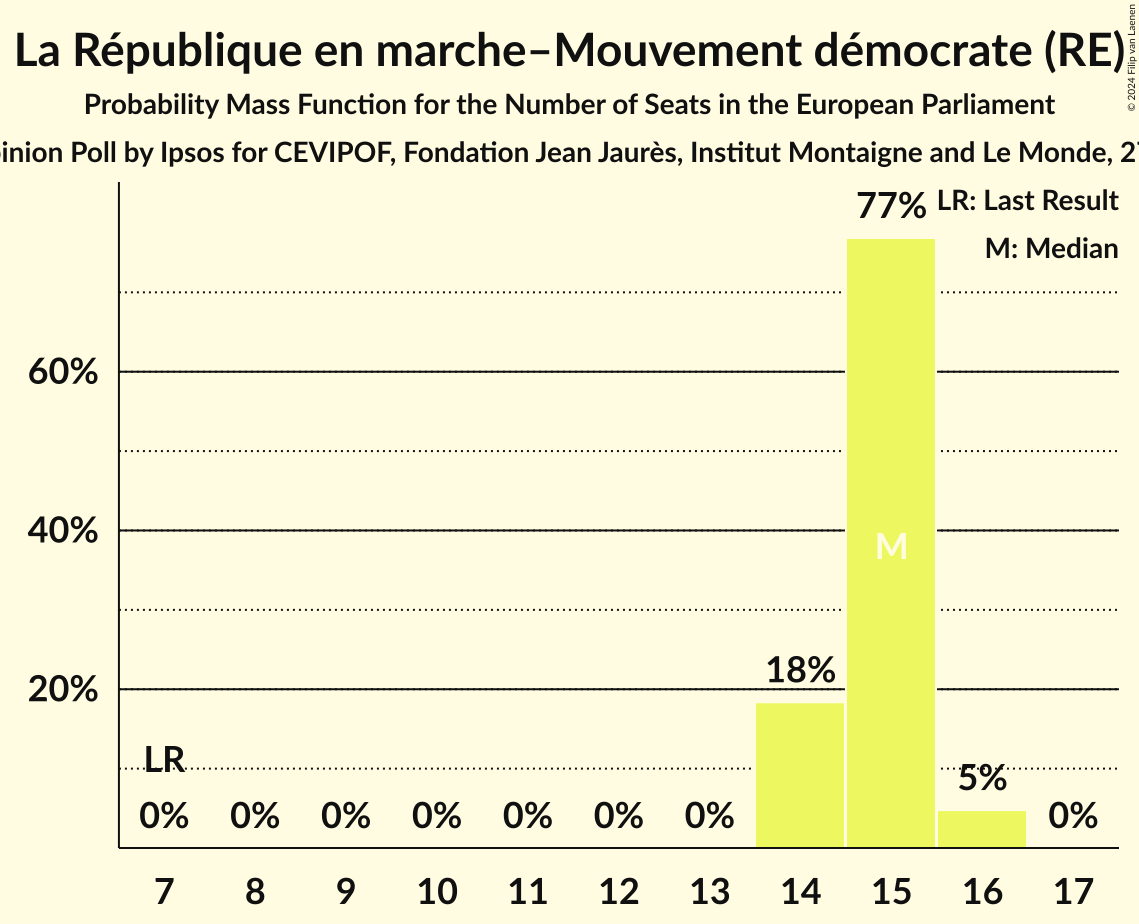 La République en marche–Mouvement démocrate (RE)
© 2024 Filip van Laenen
Probability Mass Function for the Number of Seats in the European Parliament
inion Poll by Ipsos for CEVIPOF, Fondation Jean Jaurès, Institut Montaigne and Le Monde, 27
77% LR: Last Result
M: Median
60%
40%
M
18%
20%
LR
5%
0% 0% 0% 0% 0% 0% 0% 0%
7 8 9 10 11 12 13 14 15 16 17